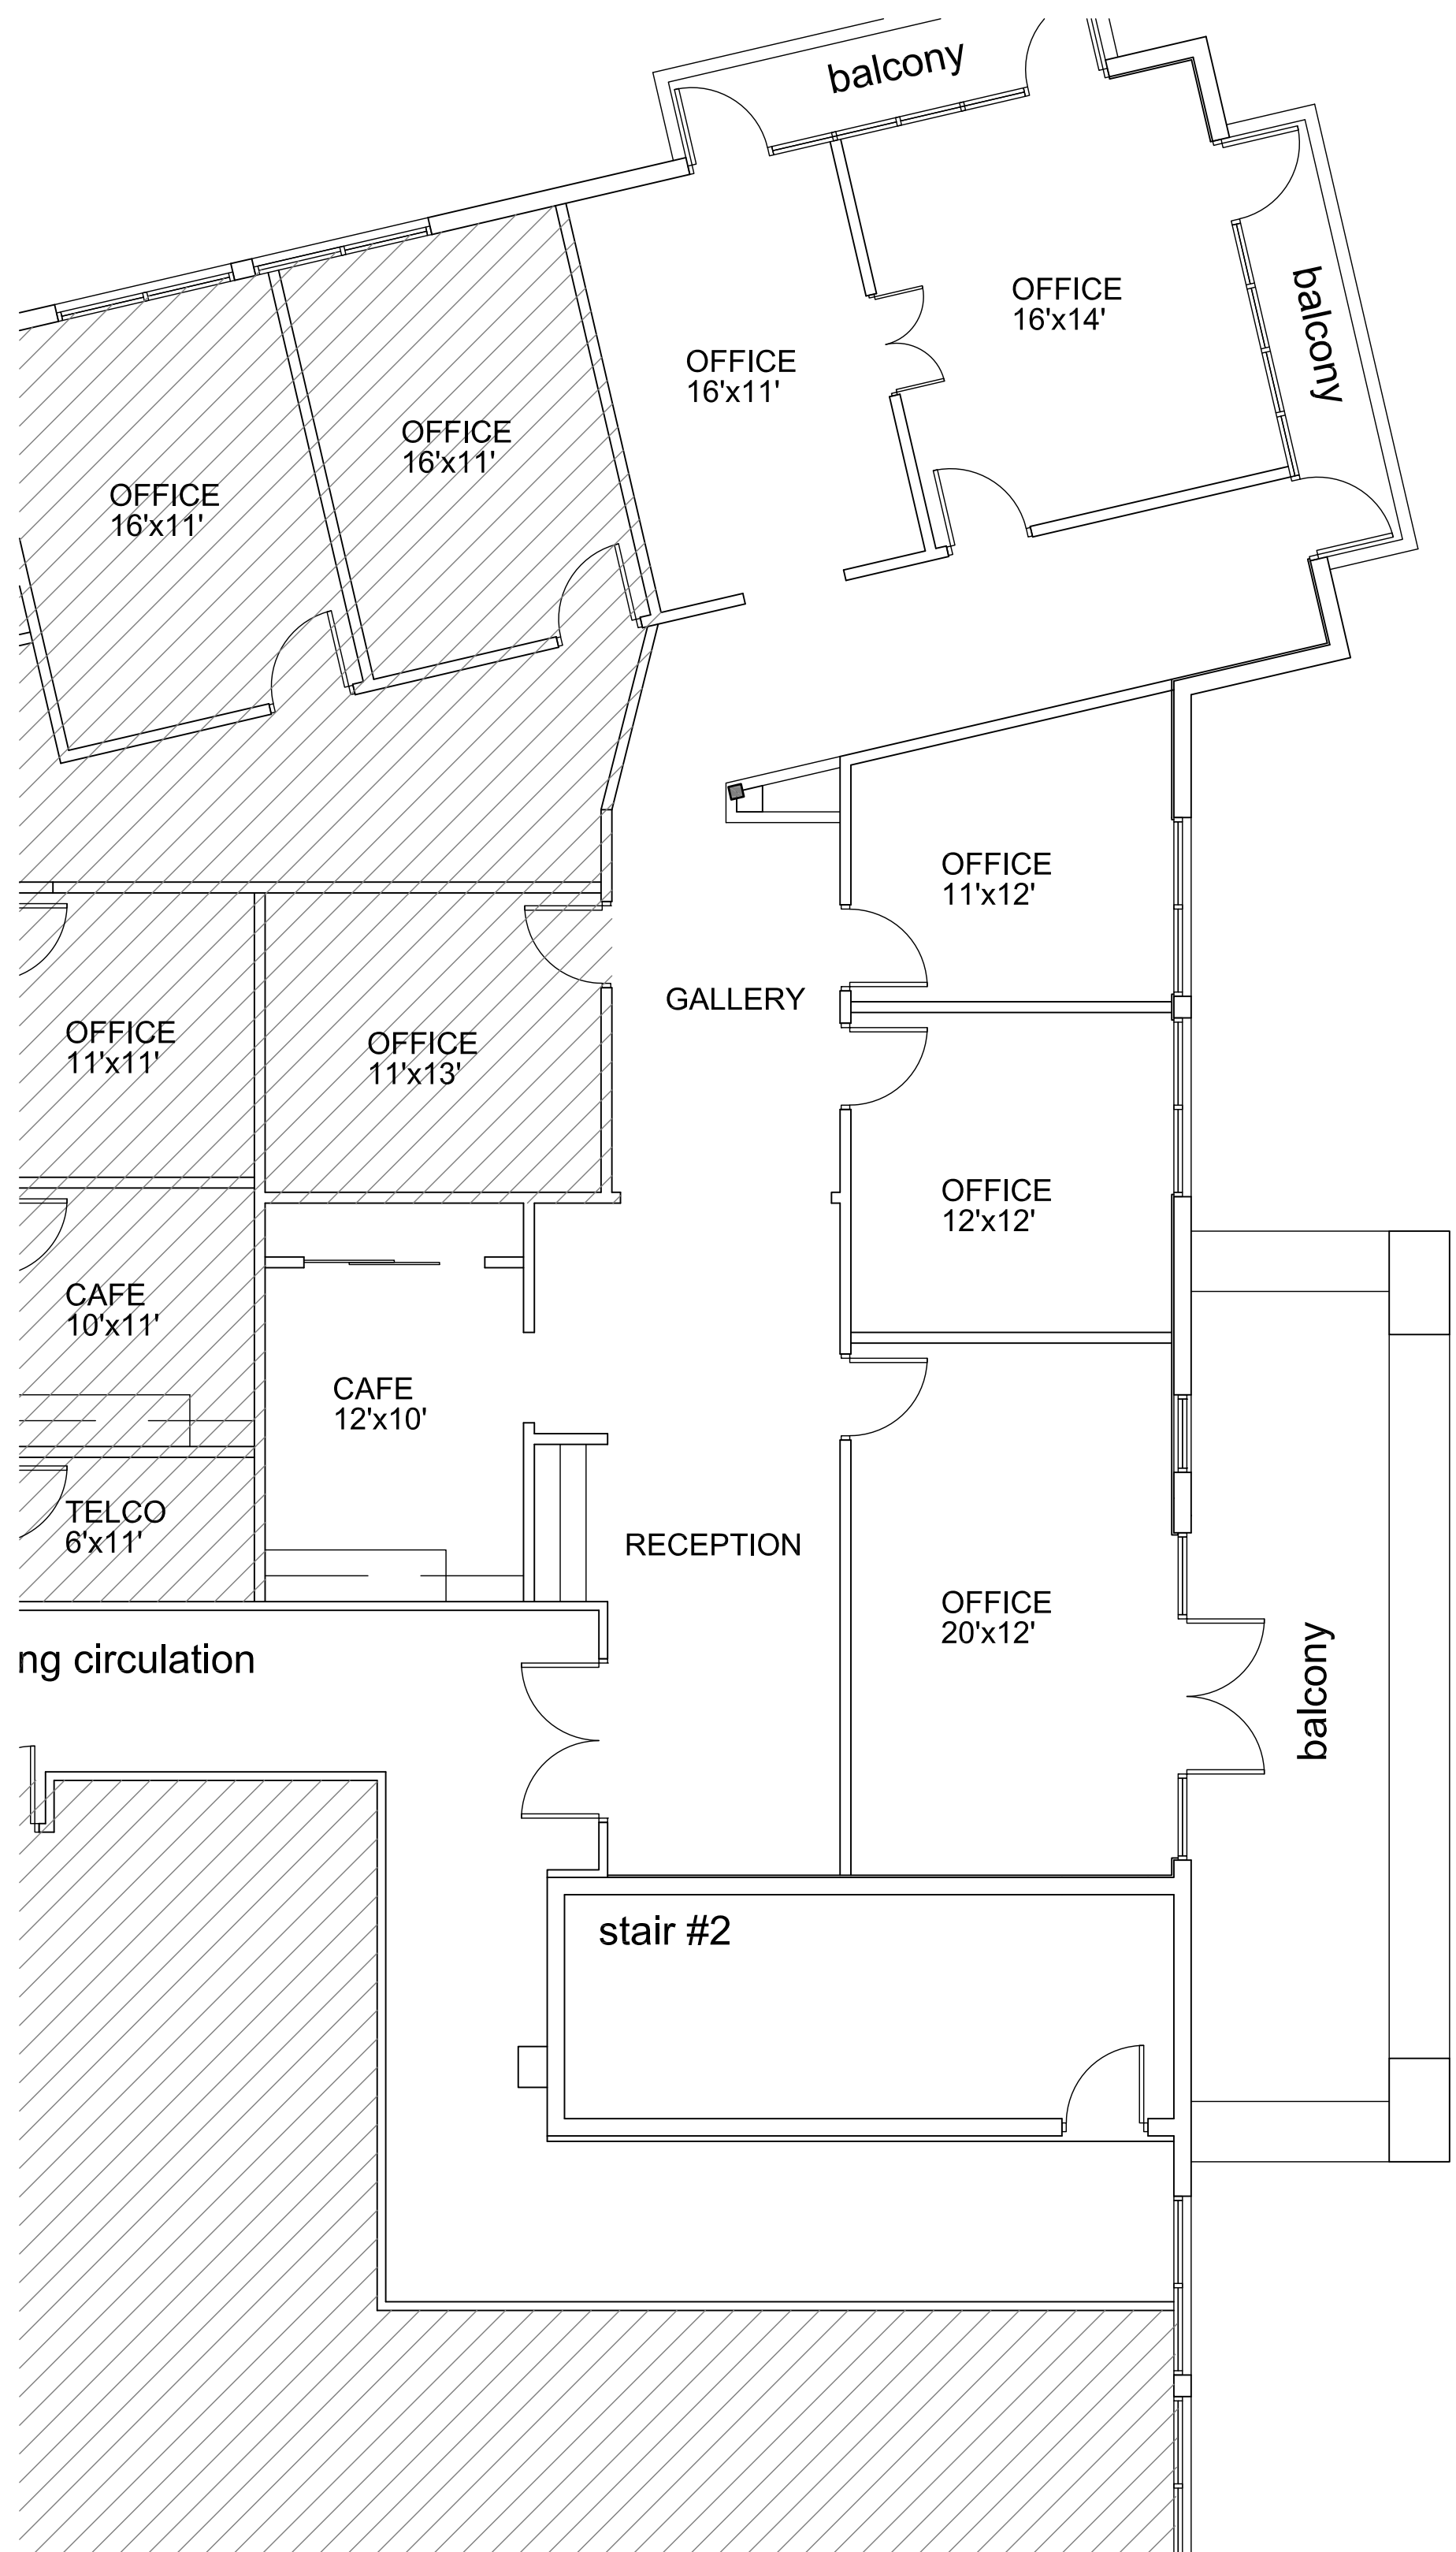 balcony
OFFICE
16'x14'
balcony
OFFICE
16'x11'
OFFICE
16'x11'
OFFICE
16'x11'
OFFICE
11'x12'
GALLERY
OFFICE
11'x11'
OFFICE
11'x13'
OFFICE
12'x12'
CAFE
10'x11'
CAFE
12'x10'
TELCO
6'x11'
RECEPTION
OFFICE
20'x12'
balcony
ng circulation
stair #2